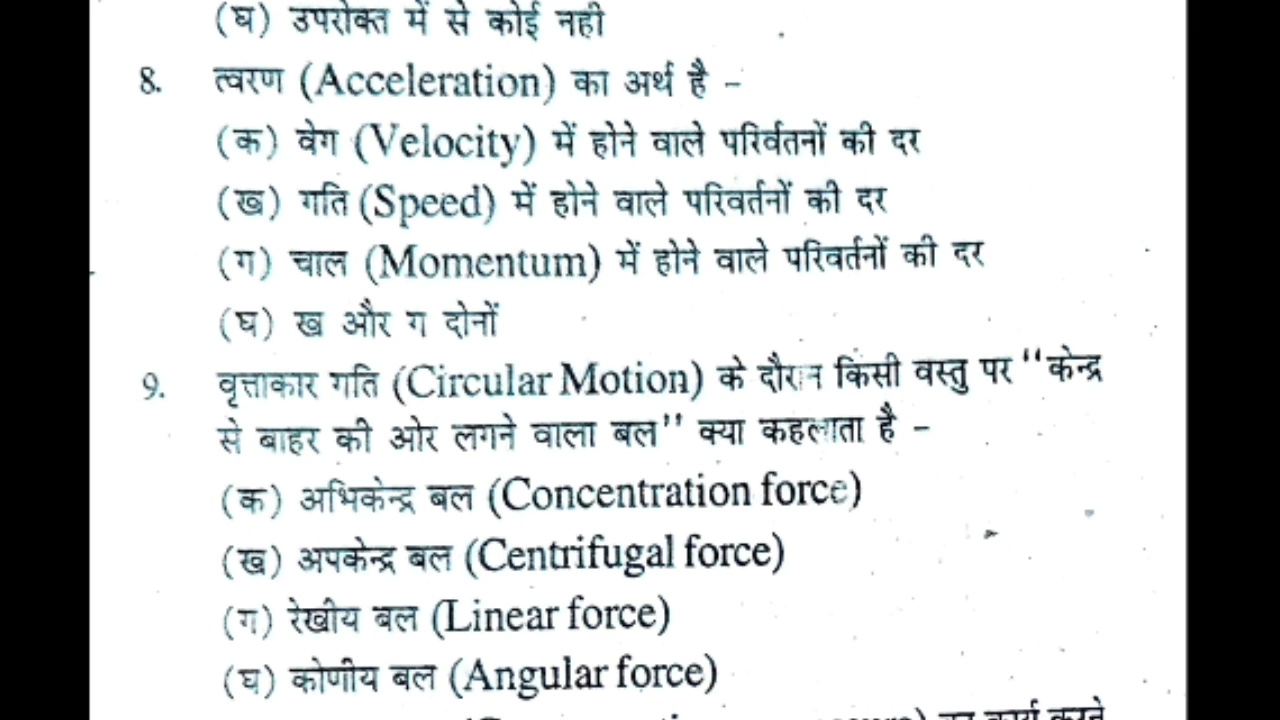 (घ) उपरोक्त में से कोई नही
8. त्वरण (Acceleration) का अर्थ है -
(क) वेग (Velocity) में होने वाले परिर्वतनों की दर
(ख) गति (Speed) में होने वाले परिवर्तनों की दर
(ग) चाल (Momentum) में होने वाले परिवर्तनों की दर
(घ) ख और ग दोनों
9. वृत्ताकार गति (Circular Motion) के दौरान किसी वस्तु पर "केन्द्र
से बाहर की ओर लगने वाला बल" क्या कहलाता है -
(क) अभिकेन्द्र बल (Concentration force)
(ख) अपकेन्द्र बल (Centrifugal force)
(ग) रेखीय बल (Linear force)
(घ) कोणीय बल (Angular force)